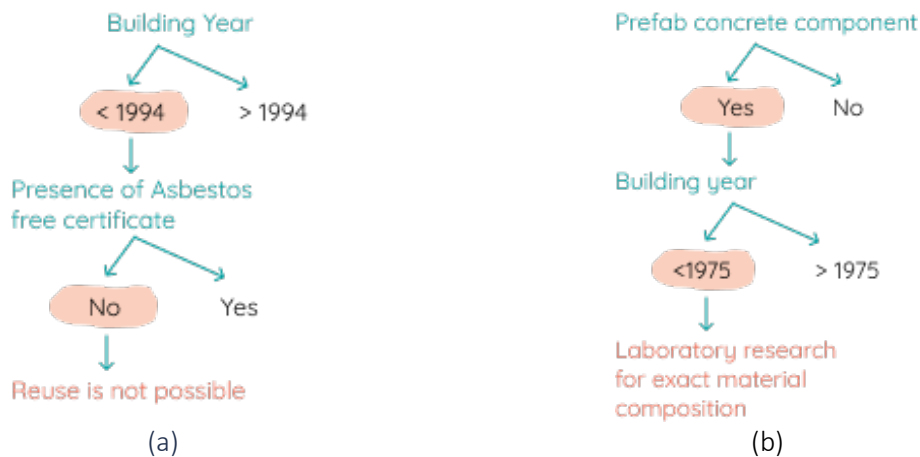 Building Year
< 1994
> 1994
Presence of Asbestos
free certificate
No
Yes
Reuse is not possible
(a)
Prefab concrete component
Yes
No
Building year
<1975
> 1975
Laboratory research
for exact material
composition
(b)